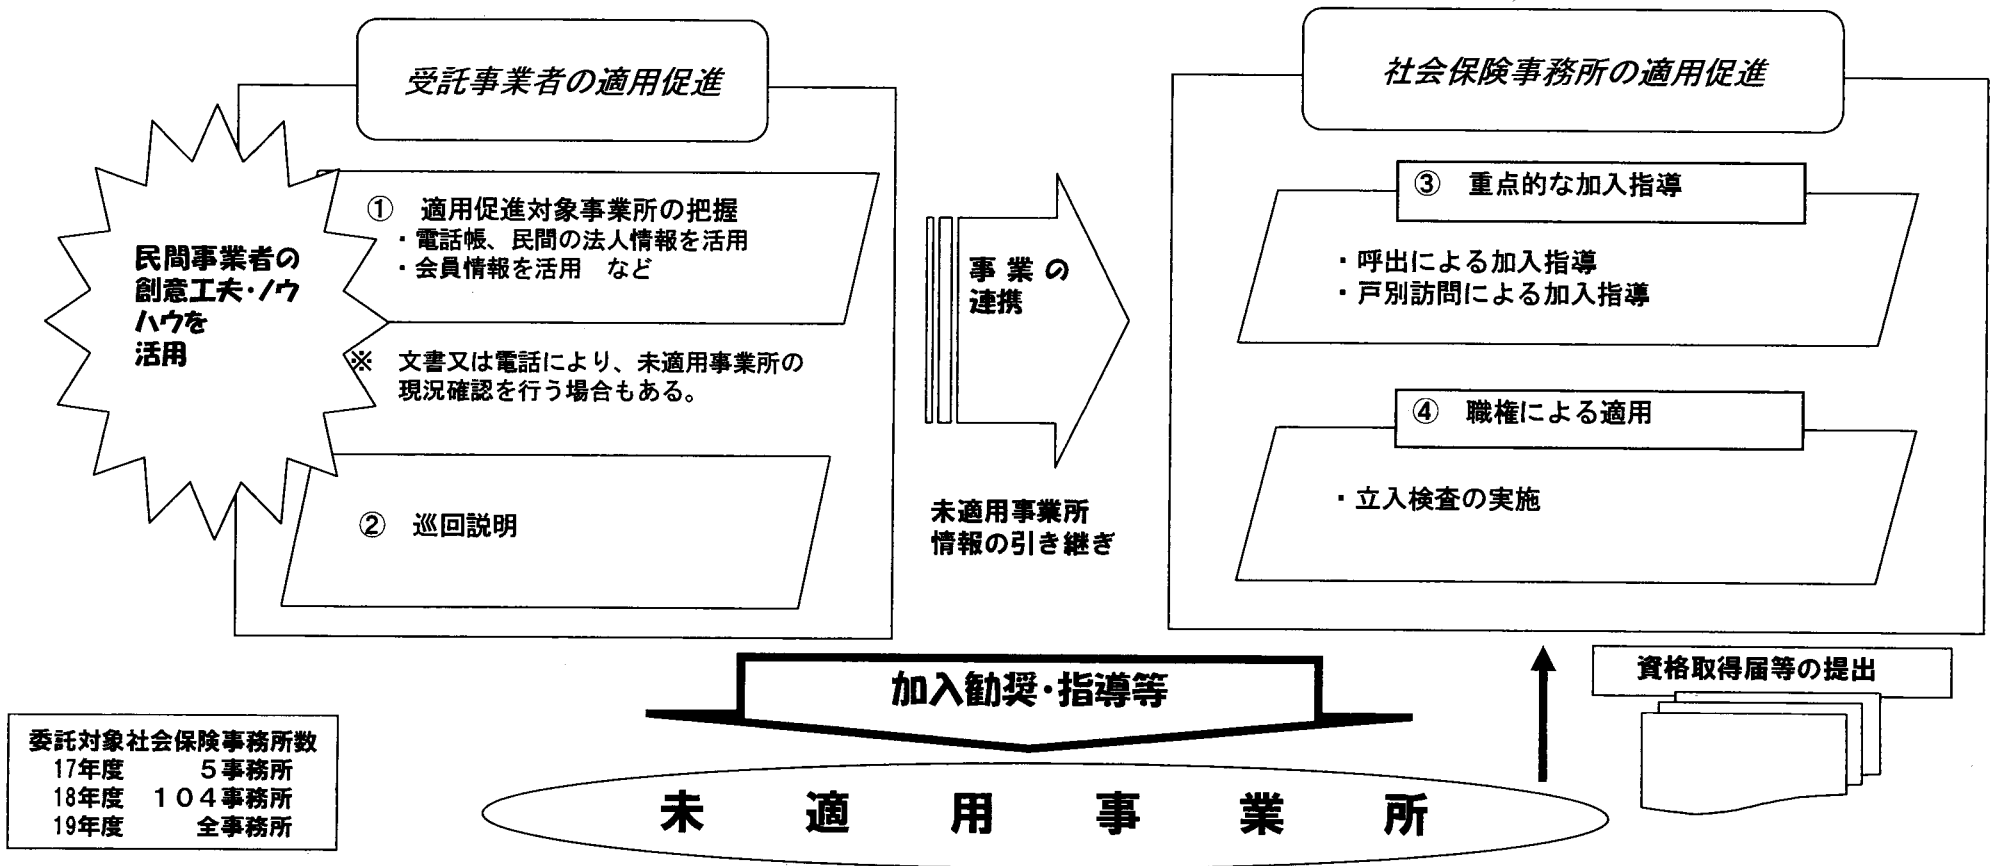 受託事業者の適用促進
民間事業者の
創意工夫・ノウ
ハウを
活用
① 適用促進対象事業所の把握
・電話帳、民間の法人情報を活用
・会員情報を活用 など
※ 文書又は電話により、未適用事業所の
現況確認を行う場合もある。
② 巡回説明
事業の
連携
未適用事業所
情報の引き継ぎ
社会保険事務所の適用促進
③ 重点的な加入指導
・呼出による加入指導
・戸別訪問による加入指導
④ 職権による適用
・立入検査の実施
加入勧奨・指導等
資格取得届等の提出
委託対象社会保険事務所数
17年度 5事務所
18年度 104事務所
19年度 全事務所
未適用事業所